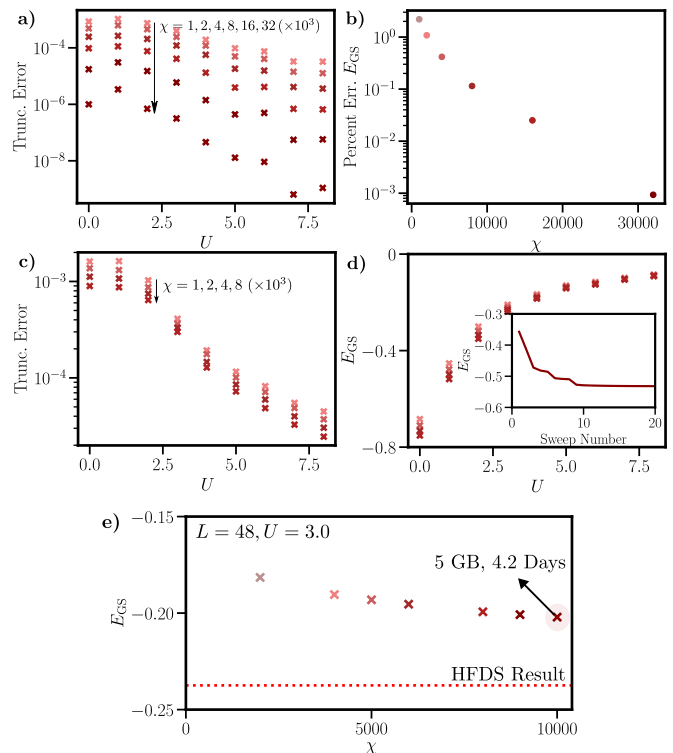 a)
χ = 1, 2, 4, 8, 16, 32 (×10³)
Trunc. Error
10⁻⁴
10⁻⁶
10⁻⁸
0.0 2.5 5.0 7.5
U
b)
Percent Err. E_GS
10⁰
10⁻¹
10⁻²
10⁻³
0 10000 20000 30000
χ
c)
χ = 1, 2, 4, 8 (×10³)
Trunc. Error
10⁻³
10⁻⁴
0.0 2.5 5.0 7.5
U
d)
E_GS
0
−0.4
−0.8
0.0 2.5 5.0 7.5
U
E_GS
−0.3
−0.4
−0.5
−0.6
0 10 20
Sweep Number
e)
L = 48, U = 3.0
5 GB, 4.2 Days
HFDS Result
E_GS
−0.15
−0.20
−0.25
0 5000 10000
χ